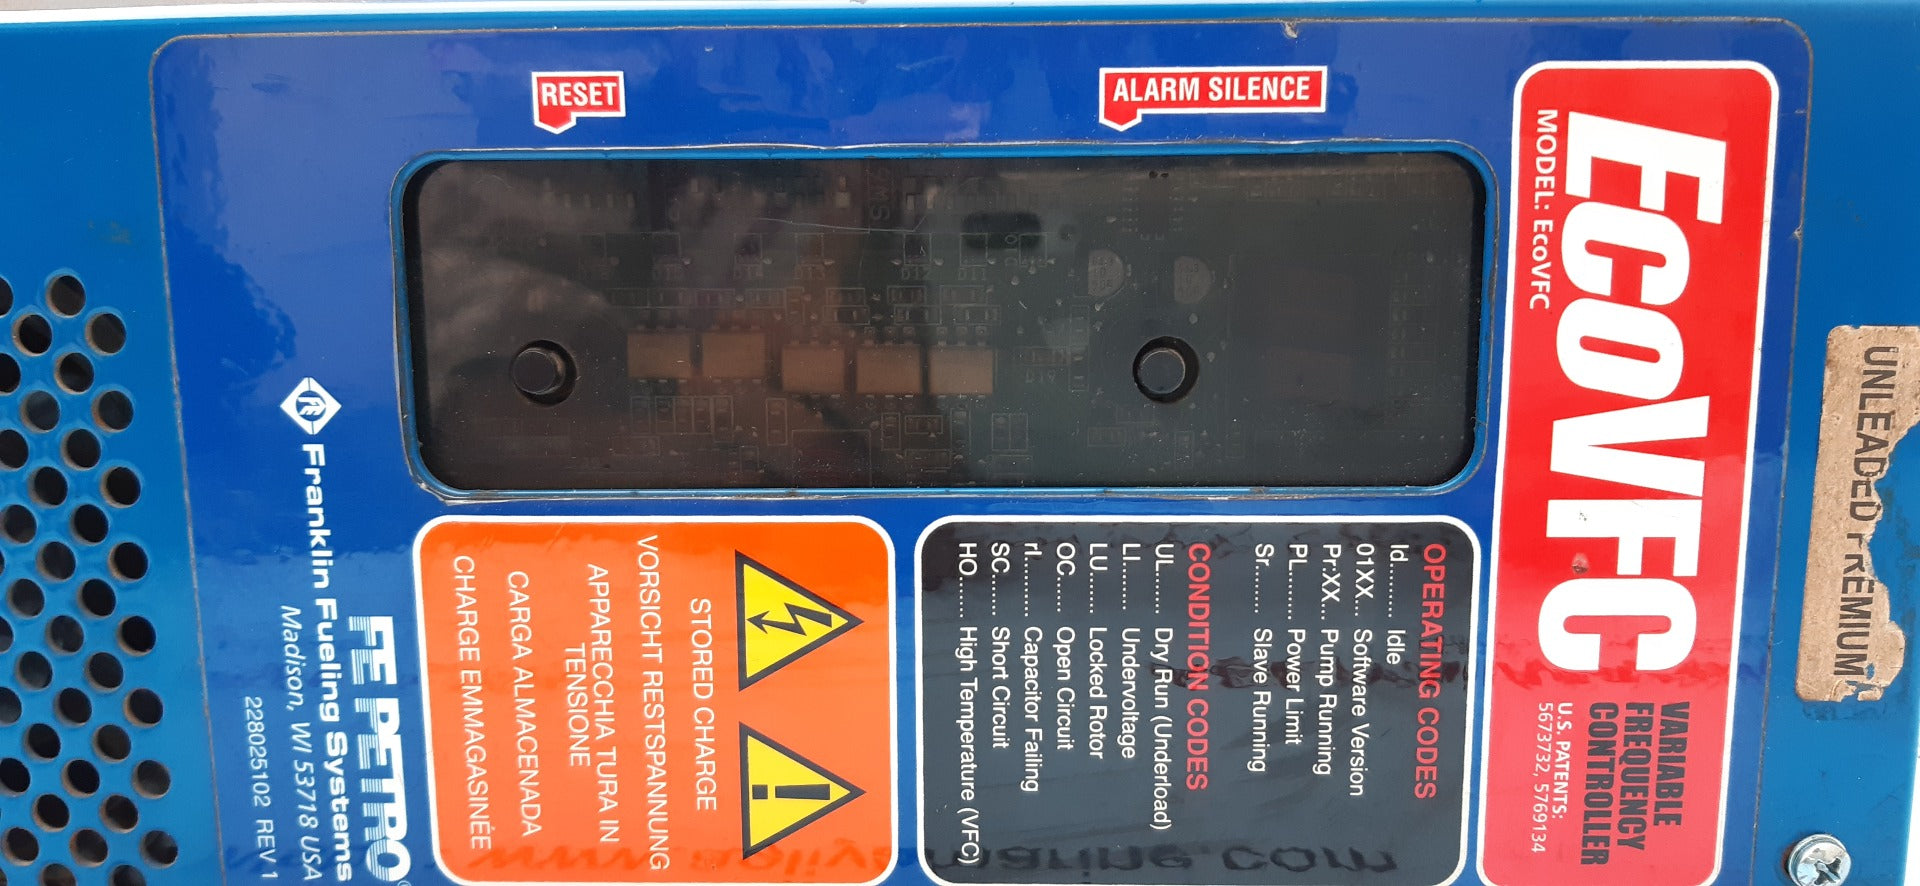 UNLEADED PREMIUM
EcoVFC
MODEL: EcoVFC
VARIABLE
FREQUENCY
CONTROLLER
U.S. PATENTS:
5673732, 5769134
ALARM SILENCE
RESET
OPERATING CODES
Id........ Idle
01XX... Software Version
Pr.XX... Pump Running
PL....... Power Limit
Sr....... Slave Running
CONDITION CODES
UL....... Dry Run (Underload)
LI........ Undervoltage
LU....... Locked Rotor
OC...... Open Circuit
rI......... Capacitor Failing
SC...... Short Circuit
HO...... High Temperature (VFC)
STORED CHARGE
VORSICHT RESTSPANNUNG
APPARECCHIA TURA IN
TENSIONE
CARGA ALMACENADA
CHARGE EMMAGASINÉE
FE PETRO®
Franklin Fueling Systems
Madison, WI 53718 USA
228025102 REV 1